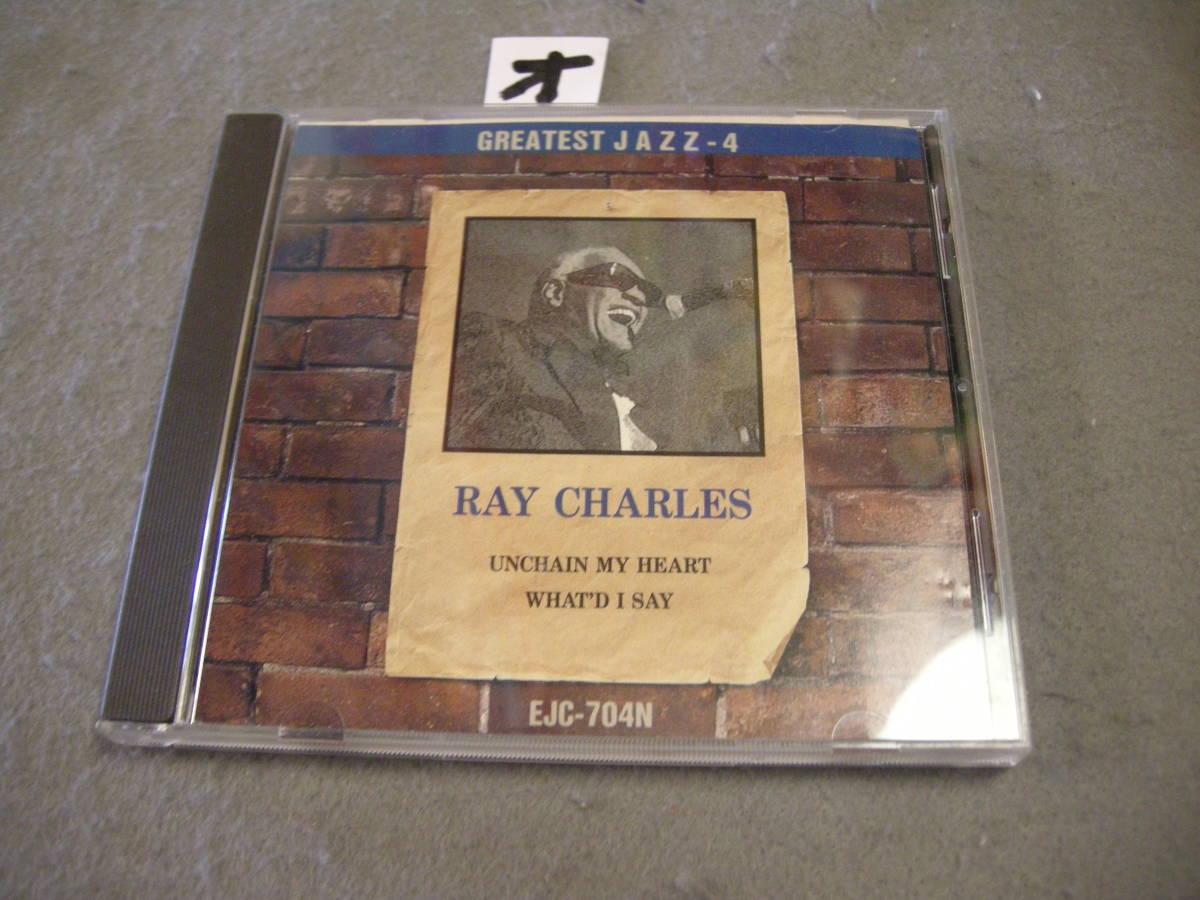 オ
GREATEST JAZZ-4
RAY CHARLES
UNCHAIN MY HEART
WHAT'D I SAY
EJC-704N